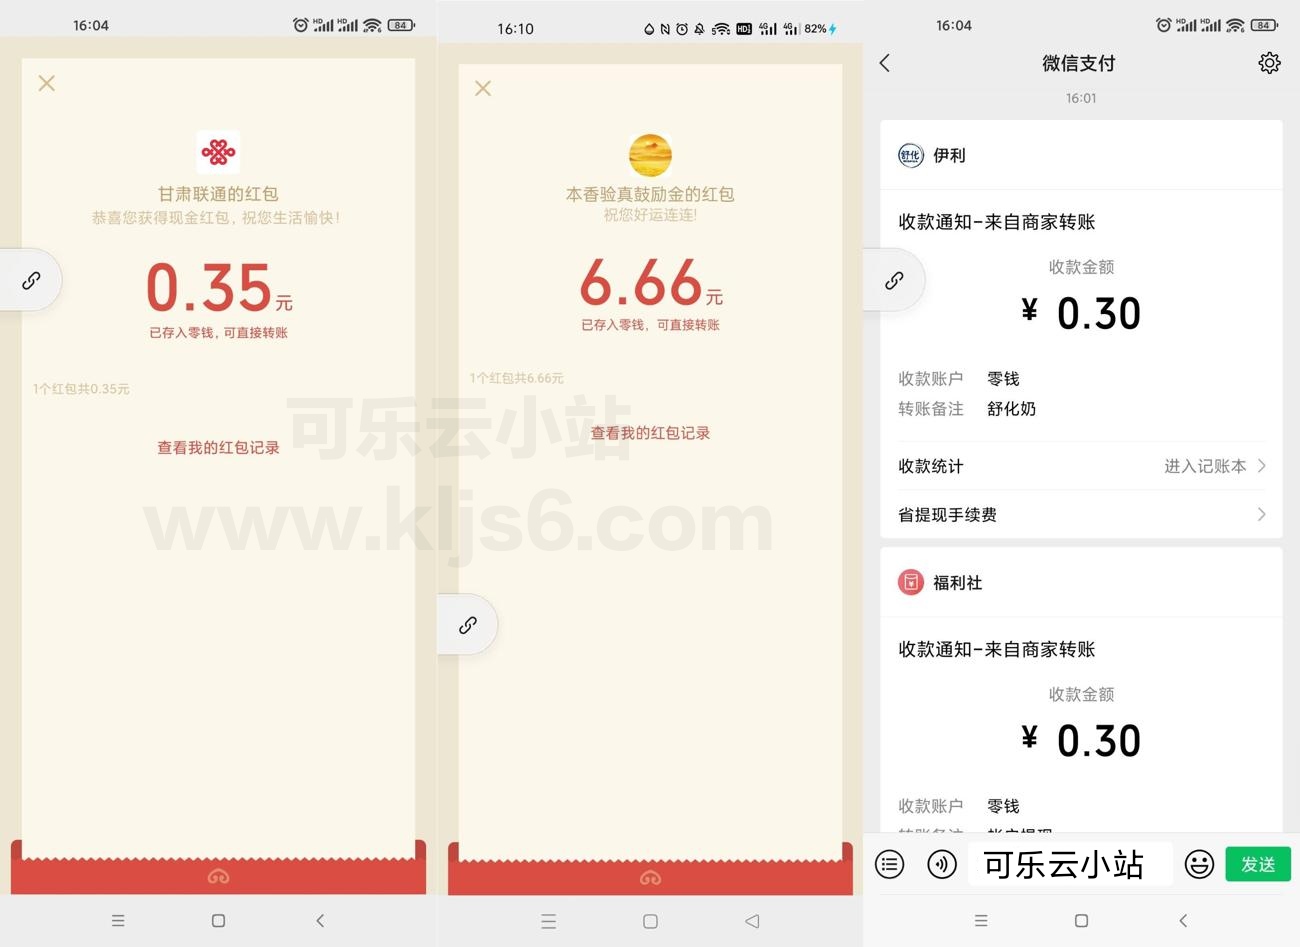 16:04
84
甘肃联通的红包
恭喜您获得现金红包，祝您生活愉快！
0.35元
已存入零钱，可直接转账
1个红包共0.35元
查看我的红包记录
16:10
82%
本香验真鼓励金的红包
祝您好运连连!
6.66元
已存入零钱，可直接转账
1个红包共6.66元
查看我的红包记录
可乐云小站
www.kljs6.com
16:04
84
微信支付
16:01
舒化
伊利
收款通知-来自商家转账
收款金额
¥ 0.30
收款账户 零钱
转账备注 舒化奶
收款统计 进入记账本
省提现手续费
福利社
收款通知-来自商家转账
收款金额
¥ 0.30
收款账户 零钱
可乐云小站
发送